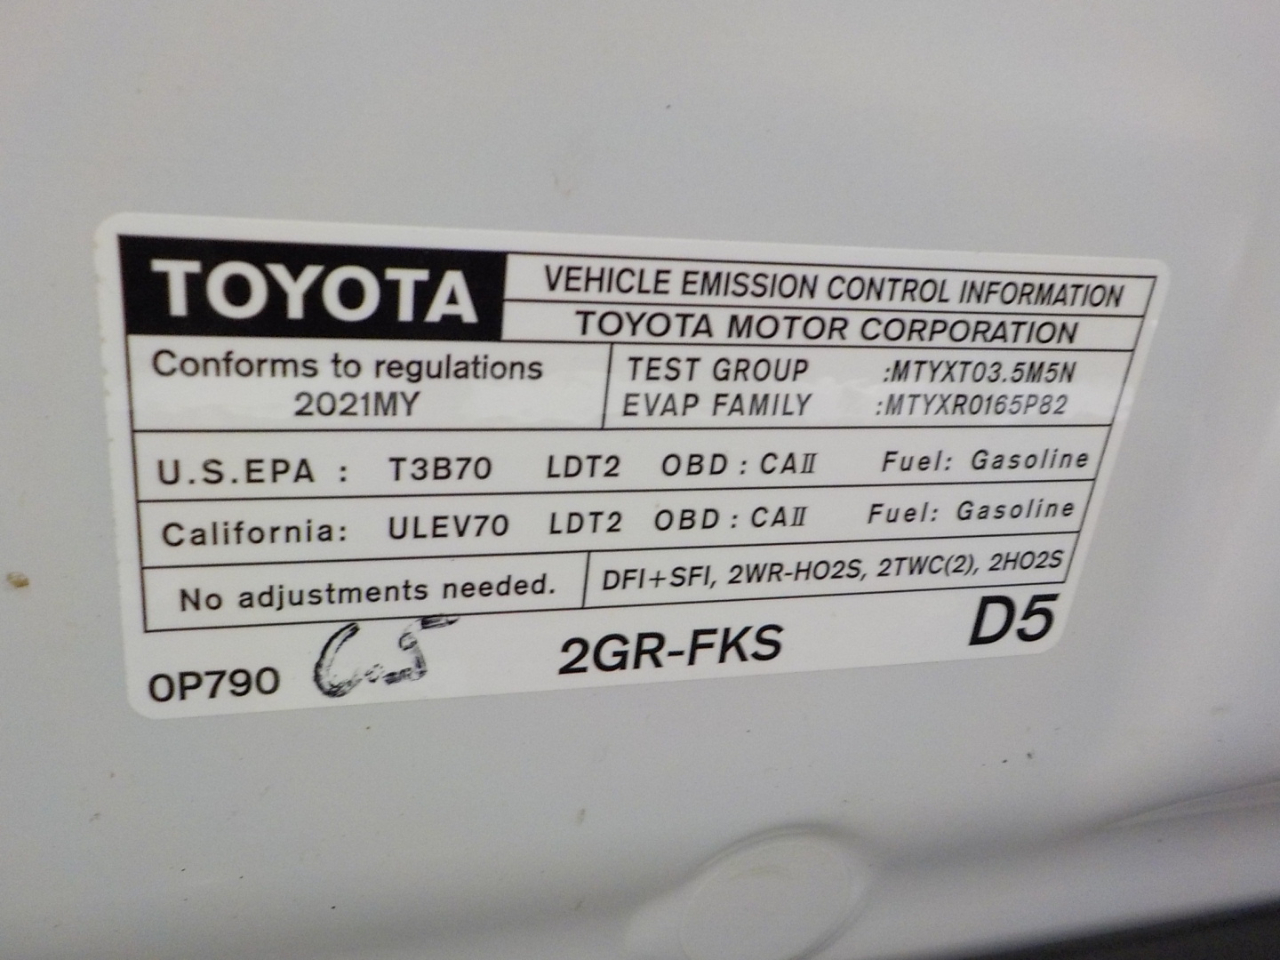 TOYOTA
VEHICLE EMISSION CONTROL INFORMATION
TOYOTA MOTOR CORPORATION
Conforms to regulations
2021MY
TEST GROUP :MTYXT03.5M5N
EVAP FAMILY :MTYXR0165P82
U.S.EPA : T3B70 LDT2 OBD : CAⅡ Fuel: Gasoline
California: ULEV70 LDT2 OBD : CAⅡ Fuel: Gasoline
No adjustments needed.
DFI+SFI, 2WR-HO2S, 2TWC(2), 2HO2S
0P790 2GR-FKS D5